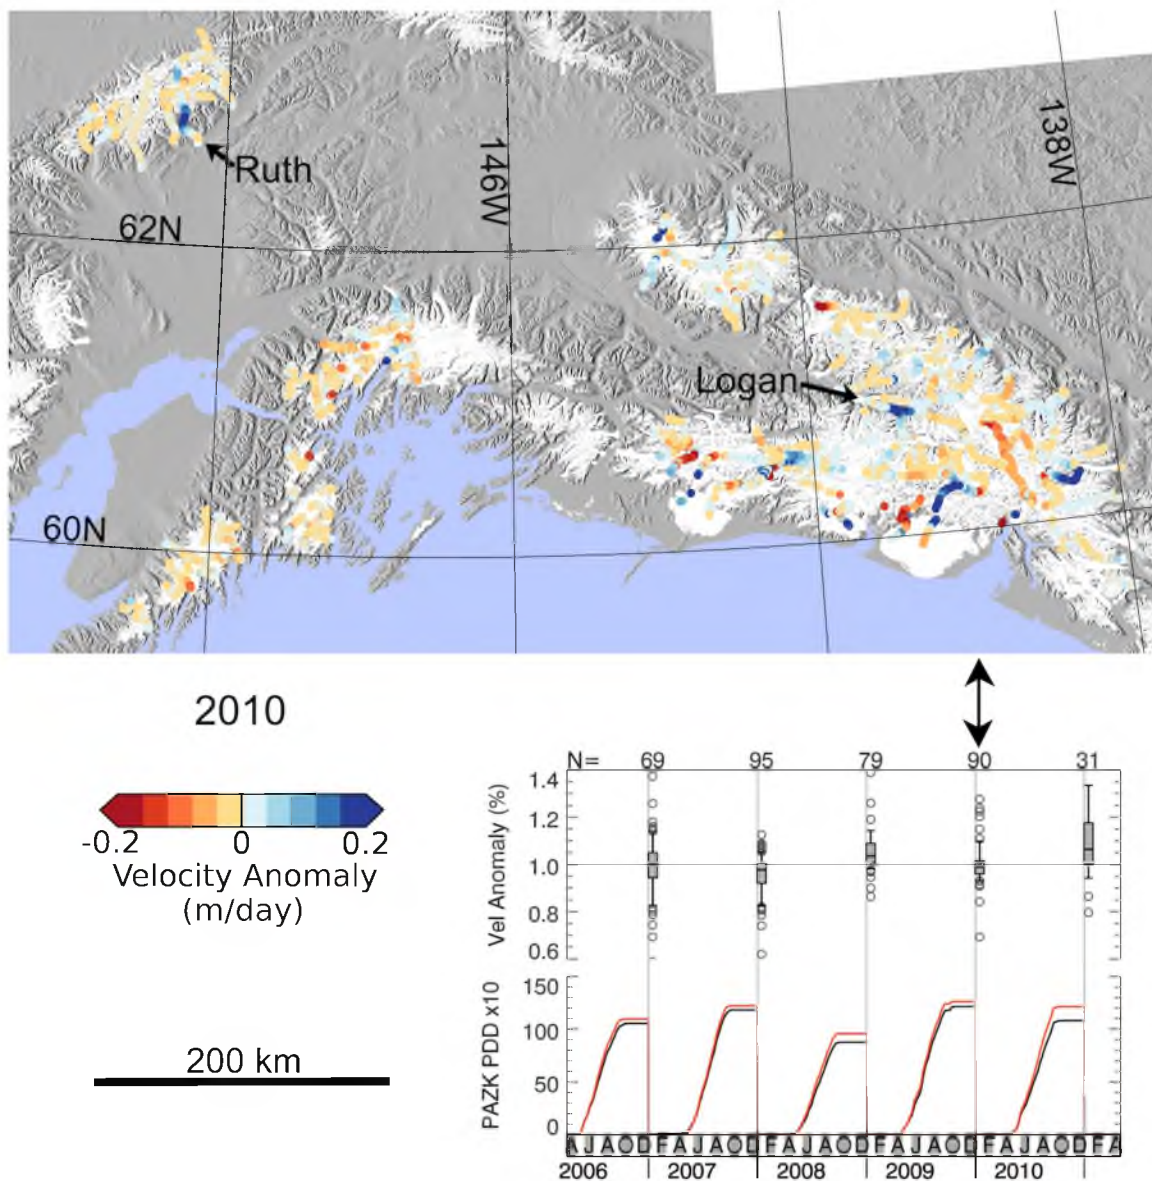 138W
146W
Ruth
62N
Logan
60N
2010
-0.2 0 0.2
Velocity Anomaly
(m/day)
200 km
N= 69 95 79 90 31
1.4
1.2
1.0
0.8
0.6
Vel Anomaly (%)
150
100
50
0
PAZK PDD x10
A J A O D F A J A O D F A J A O D F A J A O D F A J A O D F A
2006 2007 2008 2009 2010